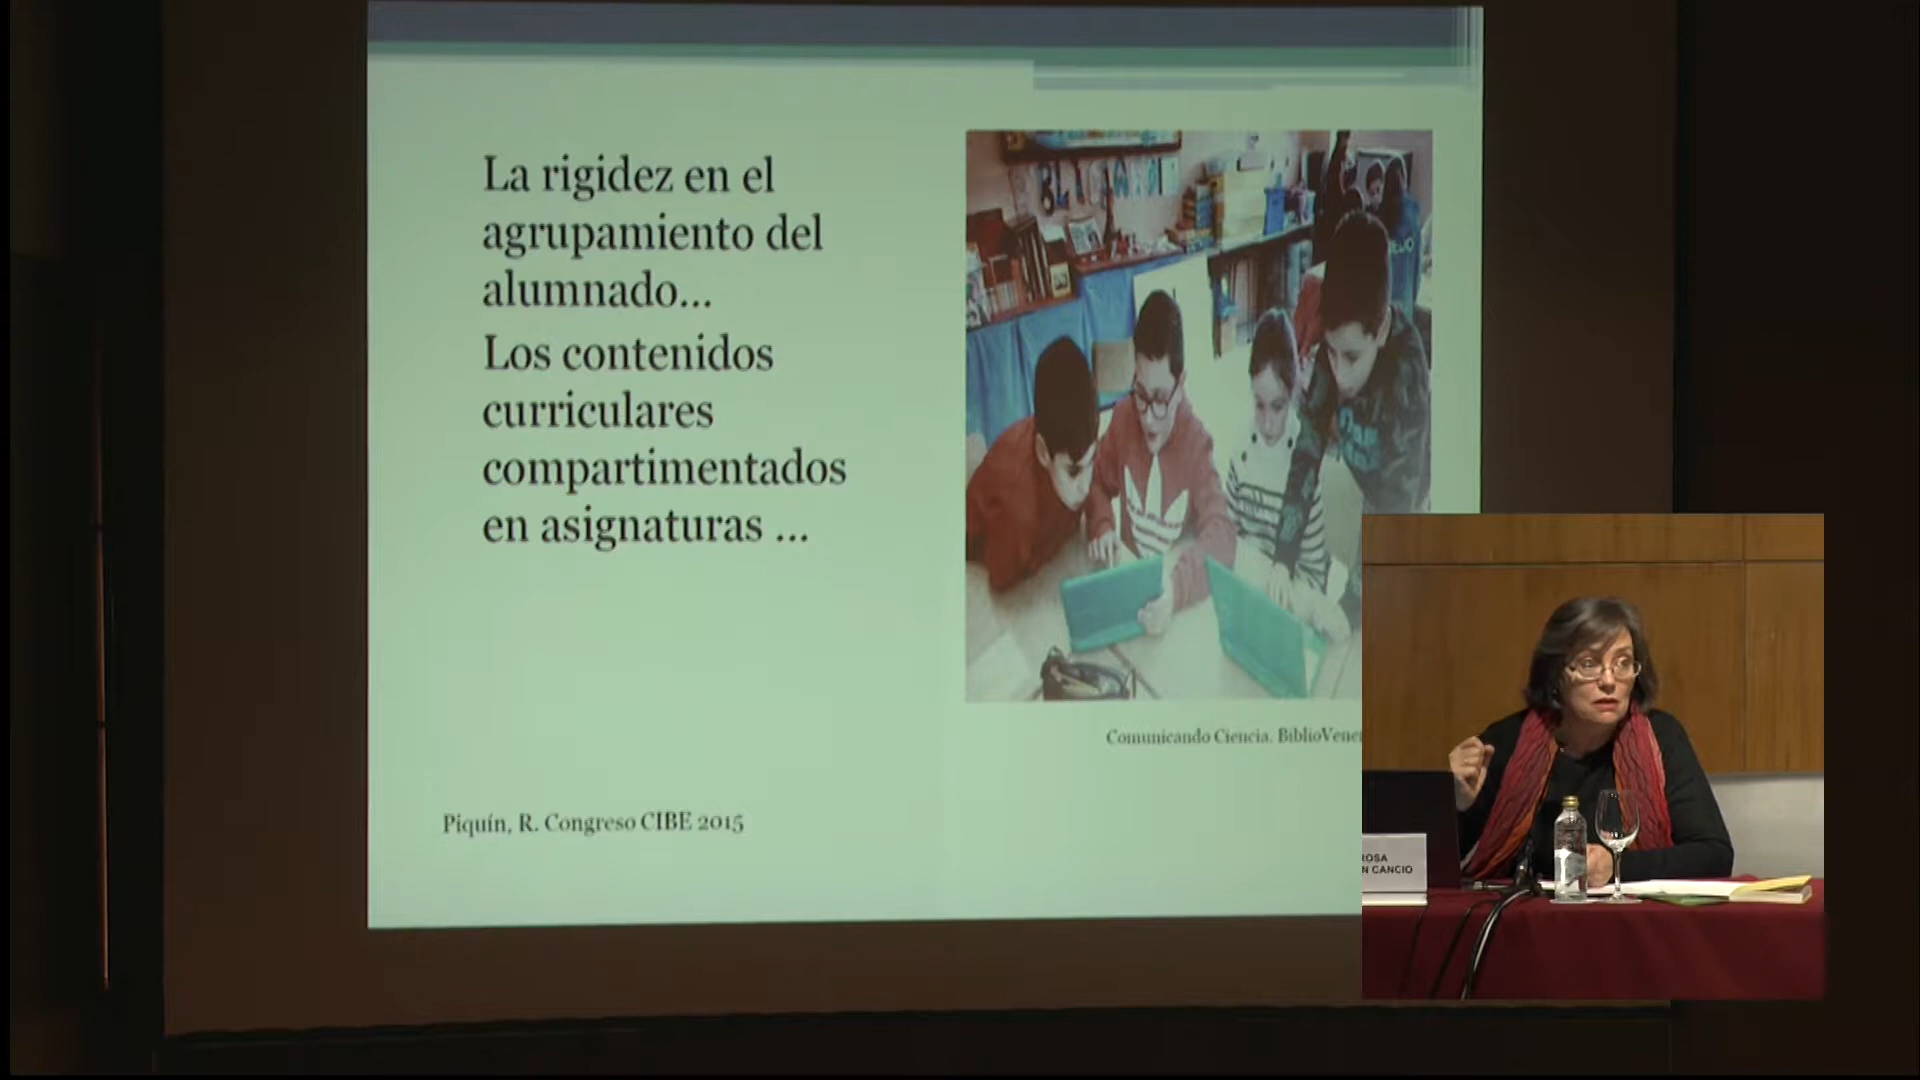 La rigidez en el
agrupamiento del
alumnado...
Los contenidos
curriculares
compartimentados
en asignaturas ...
Comunicando Ciencia.
Piquín, R. Congreso CIBE 2015
ROSA
N CANCIO